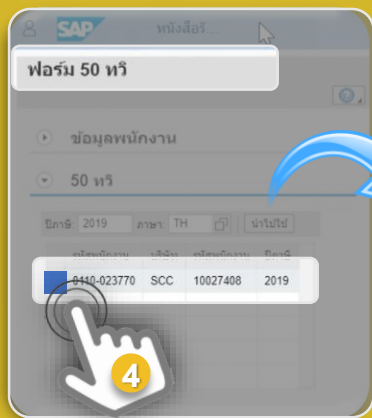 SAP หนังสือรั...
ฟอร์ม 50 ทวิ
ข้อมูลพนักงาน
50 ทวิ
ปีภาษี 2019 ภาษา: TH นำไปใช้
รหัสพนักงาน บริษัท รหัสพนักงาน ปีภาษี
0110-023770 SCC 10027408 2019
4